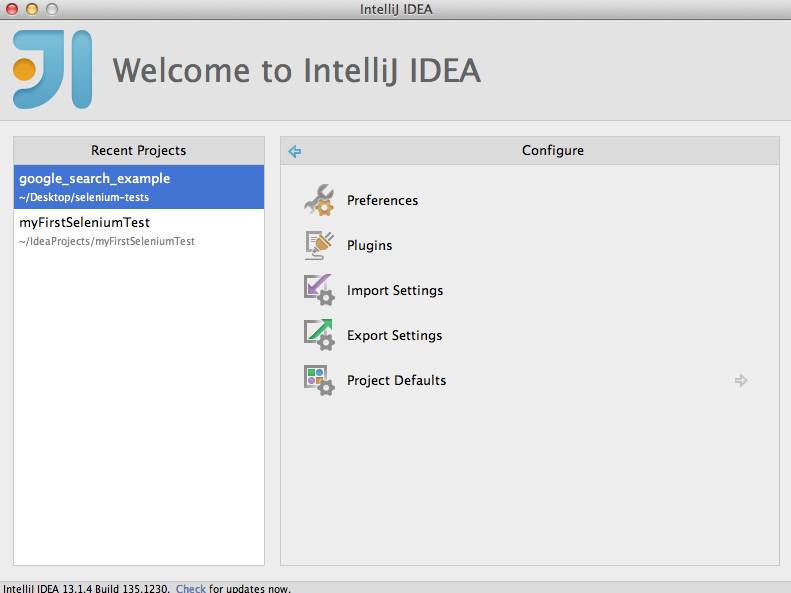 IntelliJ IDEA
Welcome to IntelliJ IDEA
Recent Projects
google_search_example
~/Desktop/selenium-tests
myFirstSeleniumTest
~/IdeaProjects/myFirstSeleniumTest
Configure
Preferences
Plugins
Import Settings
Export Settings
Project Defaults
IntelliJ IDEA 13.1.4 Build 135.1230. Check for updates now.